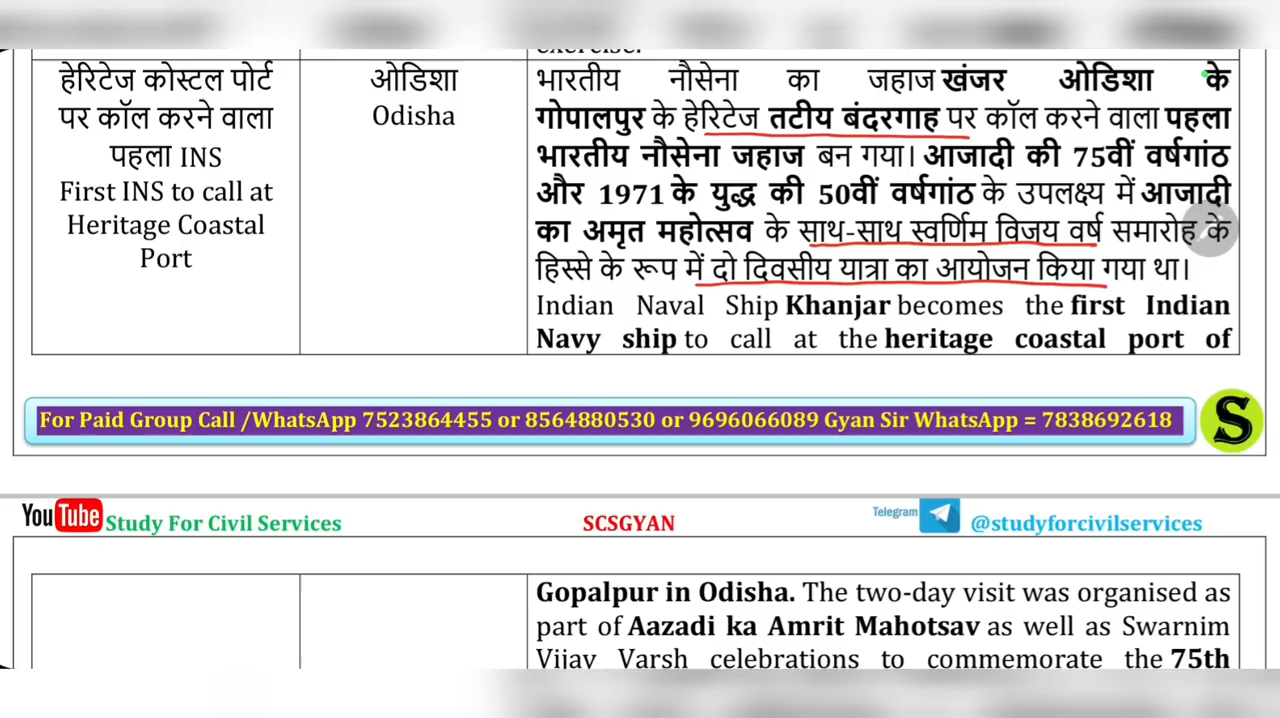 exercise.
हेरिटेज कोस्टल पोर्ट
पर कॉल करने वाला
पहला INS
First INS to call at
Heritage Coastal
Port
ओडिशा
Odisha
भारतीय नौसेना का जहाज खंजर ओडिशा के
गोपालपुर के हेरिटेज तटीय बंदरगाह पर कॉल करने वाला पहला
भारतीय नौसेना जहाज बन गया। आजादी की 75वीं वर्षगांठ
और 1971 के युद्ध की 50वीं वर्षगांठ के उपलक्ष्य में आजादी
का अमृत महोत्सव के साथ-साथ स्वर्णिम विजय वर्ष समारोह के
हिस्से के रूप में दो दिवसीय यात्रा का आयोजन किया गया था।
Indian Naval Ship Khanjar becomes the first Indian
Navy ship to call at the heritage coastal port of
For Paid Group Call /WhatsApp 7523864455 or 8564880530 or 9696066089 Gyan Sir WhatsApp = 7838692618
S
YouTube Study For Civil Services
SCSGYAN
Telegram @studyforcivilservices
Gopalpur in Odisha. The two-day visit was organised as
part of Aazadi ka Amrit Mahotsav as well as Swarnim
Vijay Varsh celebrations to commemorate the 75th